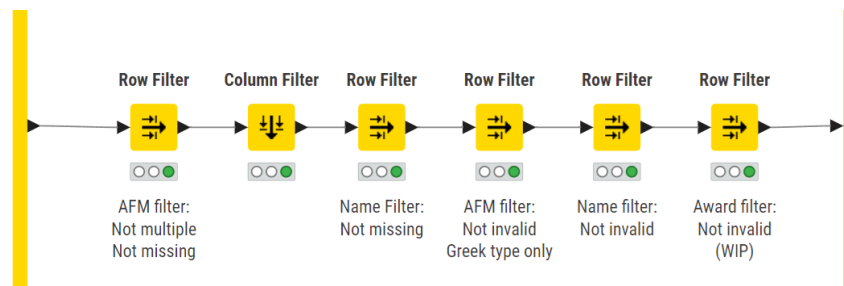 Row Filter
Column Filter
Row Filter
Row Filter
Row Filter
Row Filter
AFM filter:
Not multiple
Not missing
Name Filter:
Not missing
AFM filter:
Not invalid
Greek type only
Name filter:
Not invalid
Award filter:
Not invalid
(WIP)